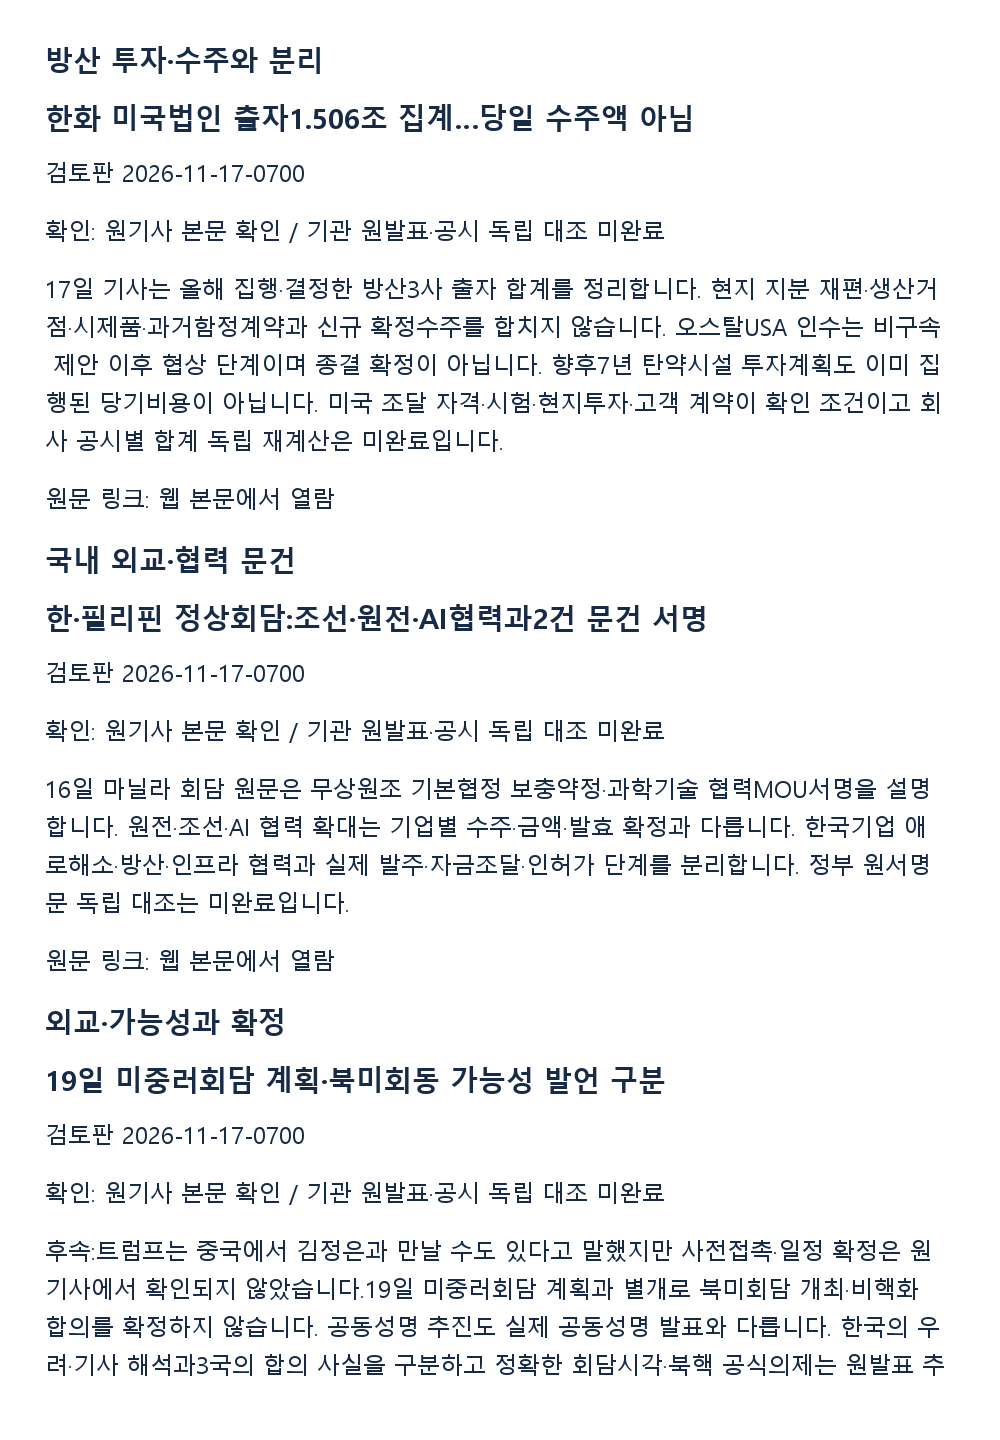 방산 투자·수주와 분리
한화 미국법인 출자1.506조 집계...당일 수주액 아님
검토판 2026-11-17-0700
확인: 원기사 본문 확인 / 기관 원발표·공시 독립 대조 미완료
17일 기사는 올해 집행·결정한 방산3사 출자 합계를 정리합니다. 현지 지분 재편·생산거
점·시제품·과거함정계약과 신규 확정수주를 합치지 않습니다. 오스탈USA 인수는 비구속
제안 이후 협상 단계이며 종결 확정이 아닙니다. 향후7년 탄약시설 투자계획도 이미 집
행된 당기비용이 아닙니다. 미국 조달 자격·시험·현지투자·고객 계약이 확인 조건이고 회
사 공시별 합계 독립 재계산은 미완료입니다.
원문 링크: 웹 본문에서 열람
국내 외교·협력 문건
한·필리핀 정상회담:조선·원전·AI협력과2건 문건 서명
검토판 2026-11-17-0700
확인: 원기사 본문 확인 / 기관 원발표·공시 독립 대조 미완료
16일 마닐라 회담 원문은 무상원조 기본협정 보충약정·과학기술 협력MOU서명을 설명
합니다. 원전·조선·AI 협력 확대는 기업별 수주·금액·발효 확정과 다릅니다. 한국기업 애
로해소·방산·인프라 협력과 실제 발주·자금조달·인허가 단계를 분리합니다. 정부 원서명
문 독립 대조는 미완료입니다.
원문 링크: 웹 본문에서 열람
외교·가능성과 확정
19일 미중러회담 계획·북미회동 가능성 발언 구분
검토판 2026-11-17-0700
확인: 원기사 본문 확인 / 기관 원발표·공시 독립 대조 미완료
후속:트럼프는 중국에서 김정은과 만날 수도 있다고 말했지만 사전접촉·일정 확정은 원
기사에서 확인되지 않았습니다.19일 미중러회담 계획과 별개로 북미회담 개최·비핵화
합의를 확정하지 않습니다. 공동성명 추진도 실제 공동성명 발표와 다릅니다. 한국의 우
려·기사 해석과3국의 합의 사실을 구분하고 정확한 회담시각·북핵 공식의제는 원발표 추